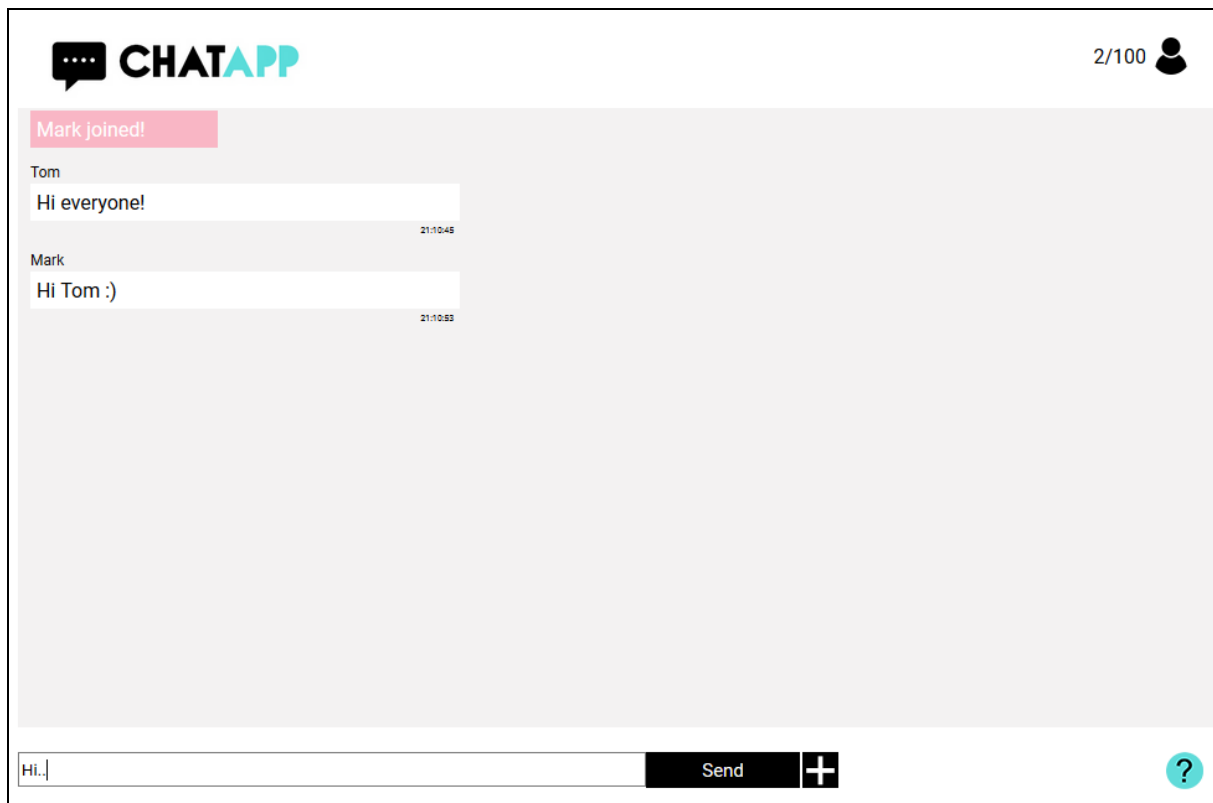 CHATAPP
2/100
Mark joined!
Tom
Hi everyone!
21:10:45
Mark
Hi Tom :)
21:10:53
Hi..
Send
?